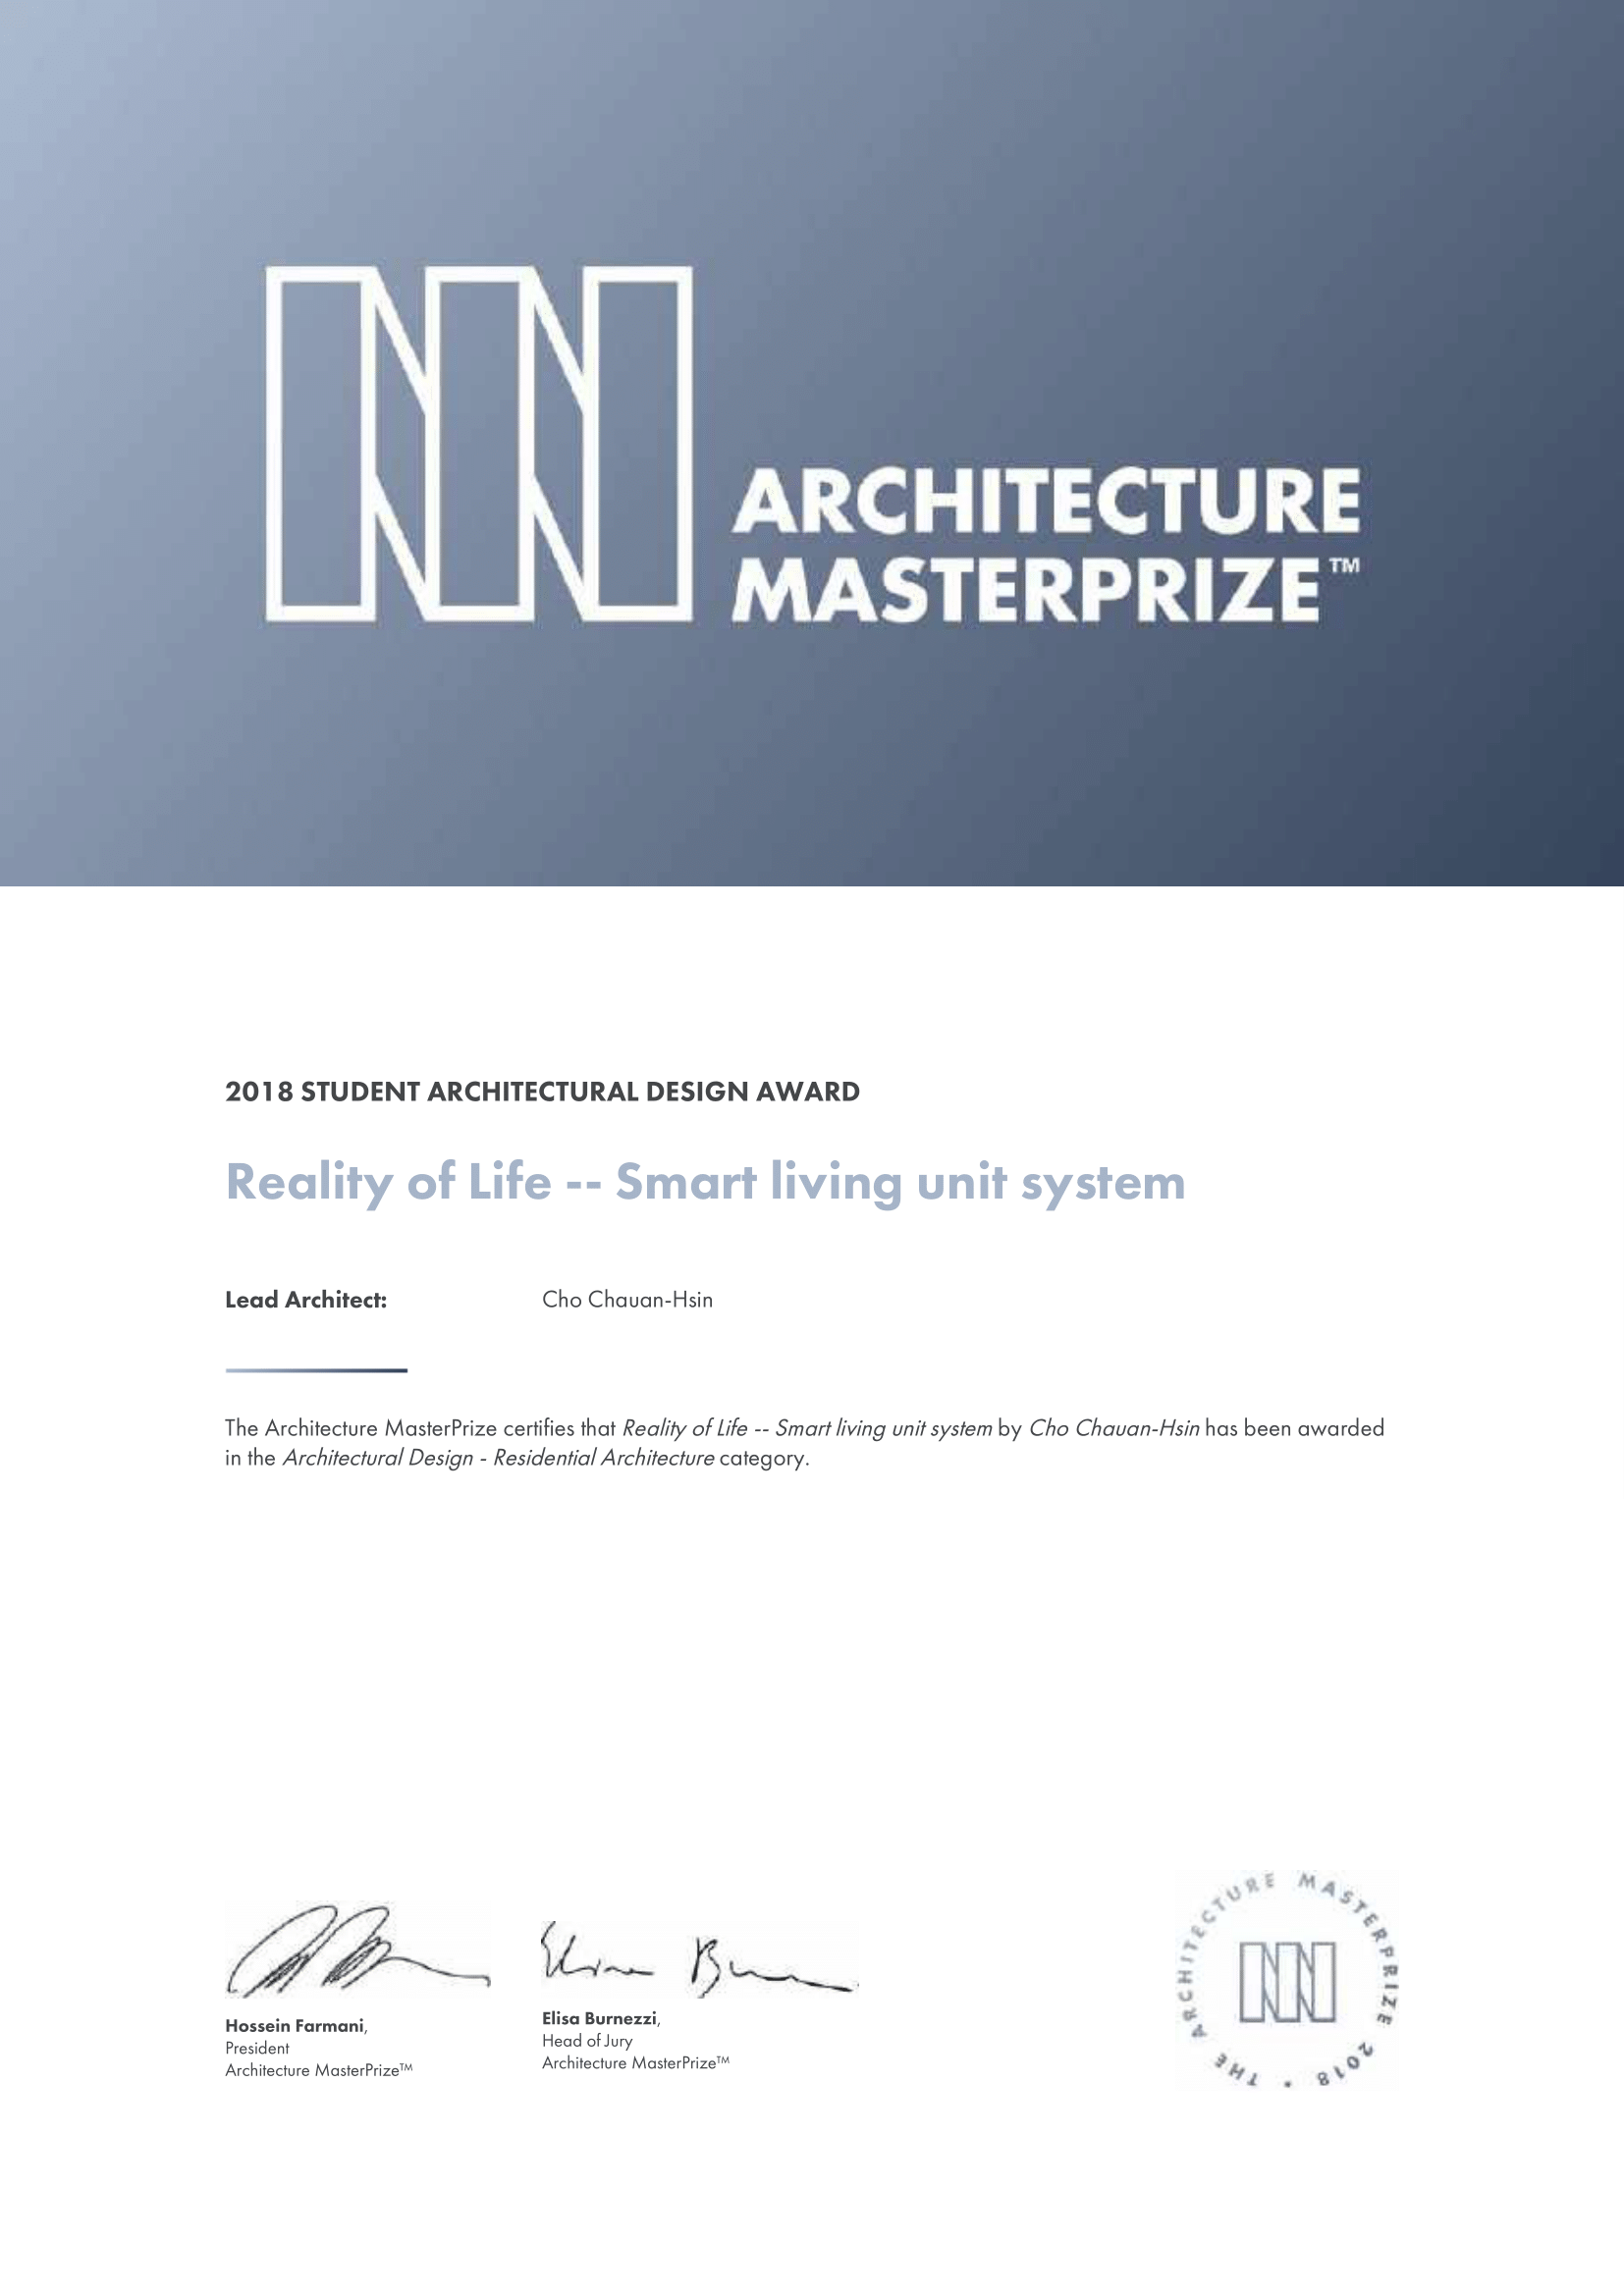 ARCHITECTURE
MASTERPRIZE™
2018 STUDENT ARCHITECTURAL DESIGN AWARD
Reality of Life -- Smart living unit system
Lead Architect: Cho Chauan-Hsin
The Architecture MasterPrize certifies that Reality of Life -- Smart living unit system by Cho Chauan-Hsin has been awarded
in the Architectural Design - Residential Architecture category.
Hossein Farmani,
President
Architecture MasterPrize™
Elisa Burnezzi,
Head of Jury
Architecture MasterPrize™
THE ARCHITECTURE MASTERPRIZE 2018 •